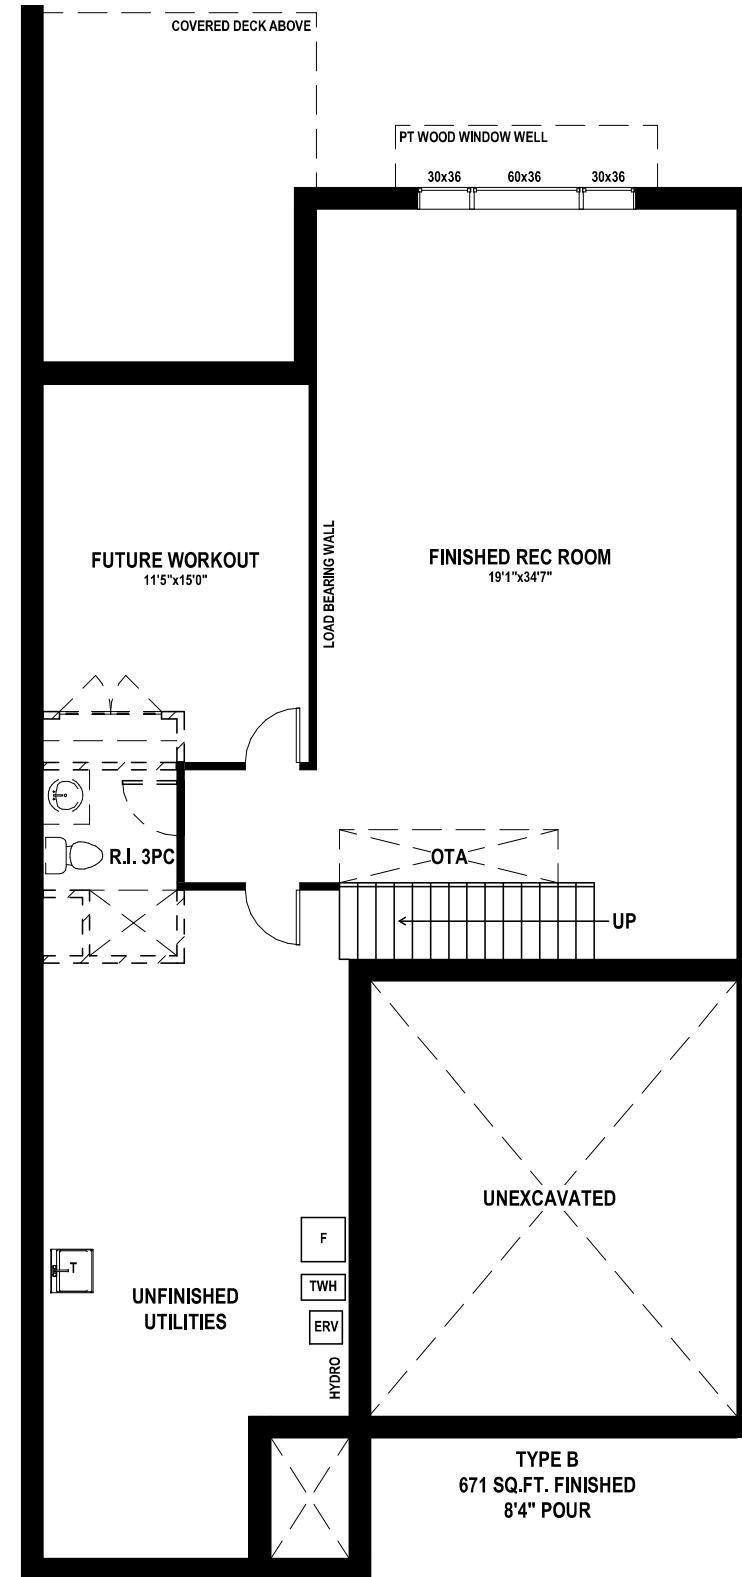 COVERED DECK ABOVE
PT WOOD WINDOW WELL
30x36 60x36 30x36
LOAD BEARING WALL
FUTURE WORKOUT
11'5"x15'0"
FINISHED REC ROOM
19'1"x34'7"
R.I. 3PC
OTA
UP
UNEXCAVATED
F
T
TWH
UNFINISHED
UTILITIES
ERV
HYDRO
TYPE B
671 SQ.FT. FINISHED
8'4" POUR